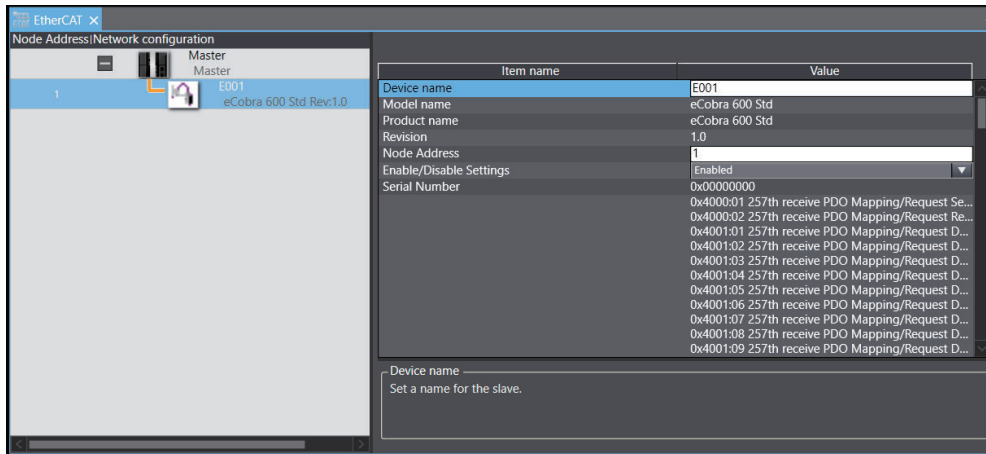 EtherCAT ×
Node Address|Network configuration
Master
Master
1
E001
eCobra 600 Std Rev:1.0
Item name Value
Device name E001
Model name eCobra 600 Std
Product name eCobra 600 Std
Revision 1.0
Node Address 1
Enable/Disable Settings Enabled
Serial Number 0x00000000
0x4000:01 257th receive PDO Mapping/Request Se...
0x4000:02 257th receive PDO Mapping/Request Re...
0x4001:01 257th receive PDO Mapping/Request D...
0x4001:02 257th receive PDO Mapping/Request D...
0x4001:03 257th receive PDO Mapping/Request D...
0x4001:04 257th receive PDO Mapping/Request D...
0x4001:05 257th receive PDO Mapping/Request D...
0x4001:06 257th receive PDO Mapping/Request D...
0x4001:07 257th receive PDO Mapping/Request D...
0x4001:08 257th receive PDO Mapping/Request D...
0x4001:09 257th receive PDO Mapping/Request D...
Device name
Set a name for the slave.